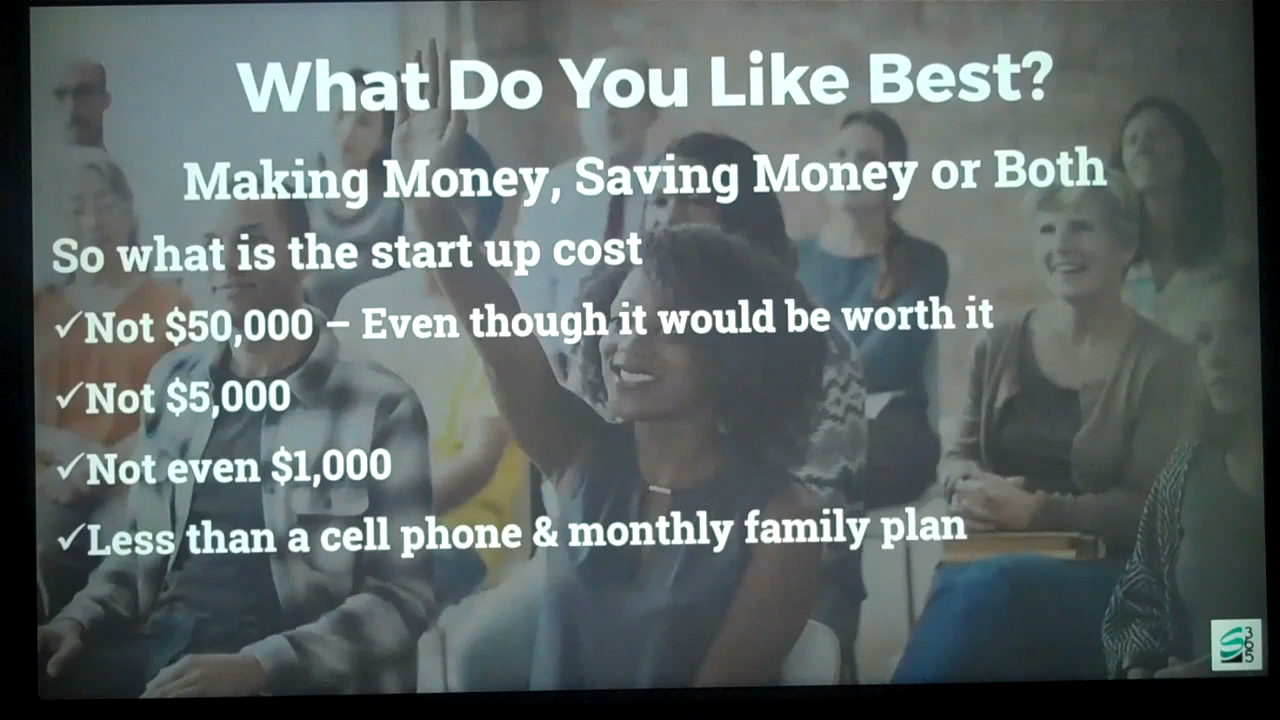 What Do You Like Best?
Making Money, Saving Money or Both
So what is the start up cost
✓Not $50,000 – Even though it would be worth it
✓Not $5,000
✓Not even $1,000
✓Less than a cell phone & monthly family plan
365